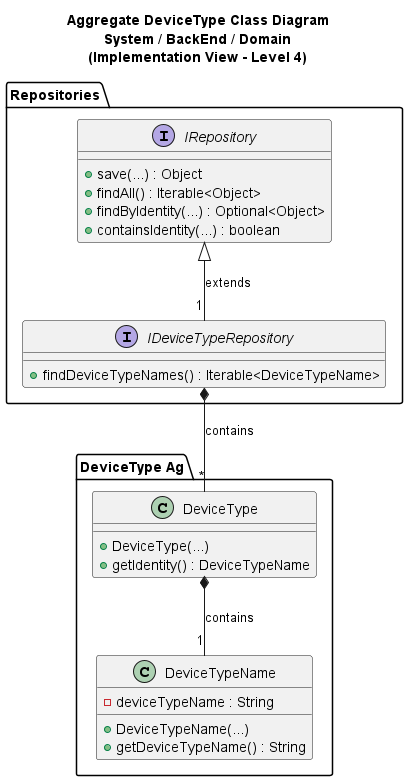 Aggregate DeviceType Class Diagram
System / BackEnd / Domain
(Implementation View - Level 4)
Repositories
I IRepository
save(...) : Object
findAll() : Iterable<Object>
findByIdentity(...) : Optional<Object>
containsIdentity(...) : boolean
extends
1
I IDeviceTypeRepository
findDeviceTypeNames() : Iterable<DeviceTypeName>
contains
*
DeviceType Ag
C DeviceType
DeviceType(...)
getIdentity() : DeviceTypeName
contains
1
C DeviceTypeName
deviceTypeName : String
DeviceTypeName(...)
getDeviceTypeName() : String